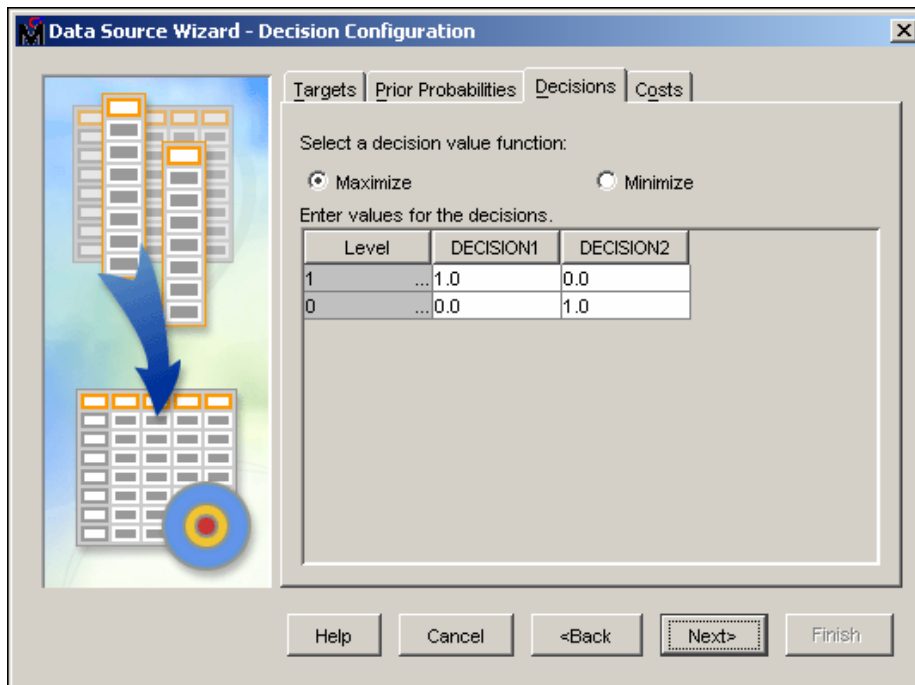 Data Source Wizard - Decision Configuration
Targets Prior Probabilities Decisions Costs
Select a decision value function:
Maximize Minimize
Enter values for the decisions.
Level DECISION1 DECISION2
1 ... 1.0 0.0
0 ... 0.0 1.0
Help Cancel <Back Next> Finish